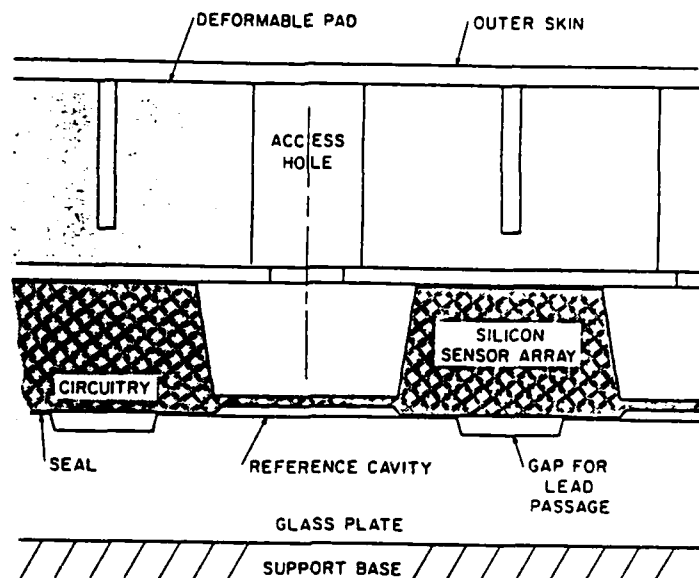 DEFORMABLE PAD
OUTER SKIN
ACCESS
HOLE
SILICON
SENSOR ARRAY
CIRCUITRY
SEAL
REFERENCE CAVITY
GAP FOR
LEAD
PASSAGE
GLASS PLATE
SUPPORT BASE